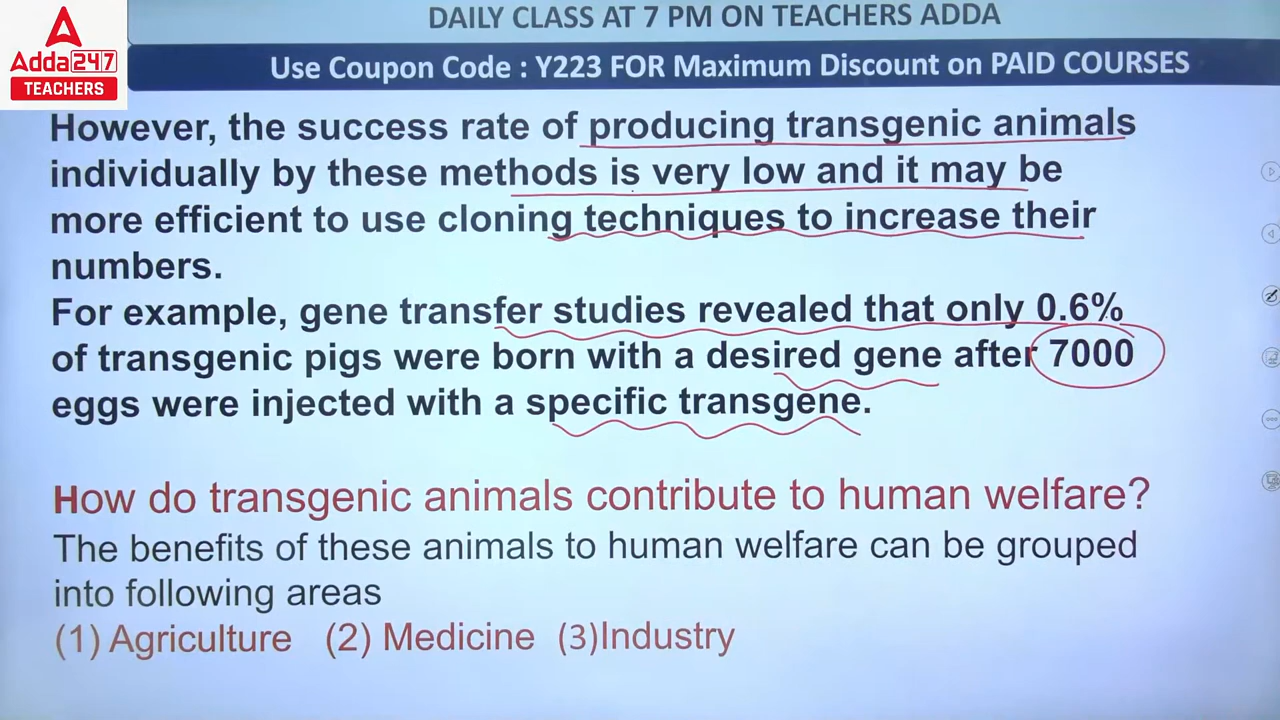 DAILY CLASS AT 7 PM ON TEACHERS ADDA
Adda247
TEACHERS
Use Coupon Code : Y223 FOR Maximum Discount on PAID COURSES
However, the success rate of producing transgenic animals
individually by these methods is very low and it may be
more efficient to use cloning techniques to increase their
numbers.
For example, gene transfer studies revealed that only 0.6%
of transgenic pigs were born with a desired gene after 7000
eggs were injected with a specific transgene.
How do transgenic animals contribute to human welfare?
The benefits of these animals to human welfare can be grouped
into following areas
(1) Agriculture (2) Medicine (3)Industry